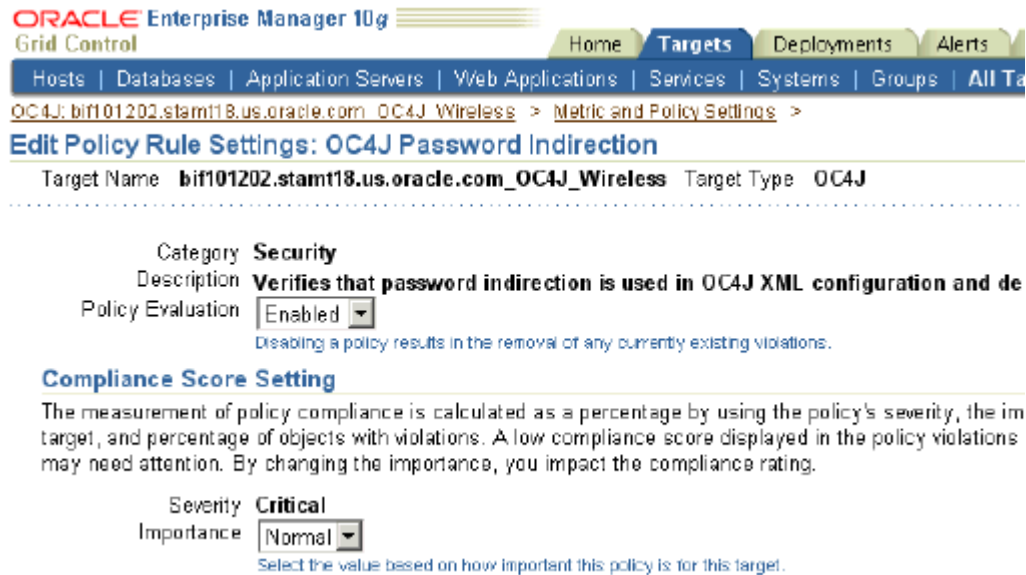 ORACLE Enterprise Manager 10g
Grid Control
Home Targets Deployments Alerts
Hosts | Databases | Application Servers | Web Applications | Services | Systems | Groups | All Ta
OC4J: bif101202.stamt18.us.oracle.com_OC4J_Wireless > Metric and Policy Settings >
Edit Policy Rule Settings: OC4J Password Indirection
Target Name bif101202.stamt18.us.oracle.com_OC4J_Wireless Target Type OC4J
Category Security
Description Verifies that password indirection is used in OC4J XML configuration and de
Policy Evaluation Enabled
Disabling a policy results in the removal of any currently existing violations.
Compliance Score Setting
The measurement of policy compliance is calculated as a percentage by using the policy's severity, the im
target, and percentage of objects with violations. A low compliance score displayed in the policy violations
may need attention. By changing the importance, you impact the compliance rating.
Severity Critical
Importance Normal
Select the value based on how important this policy is for this target.